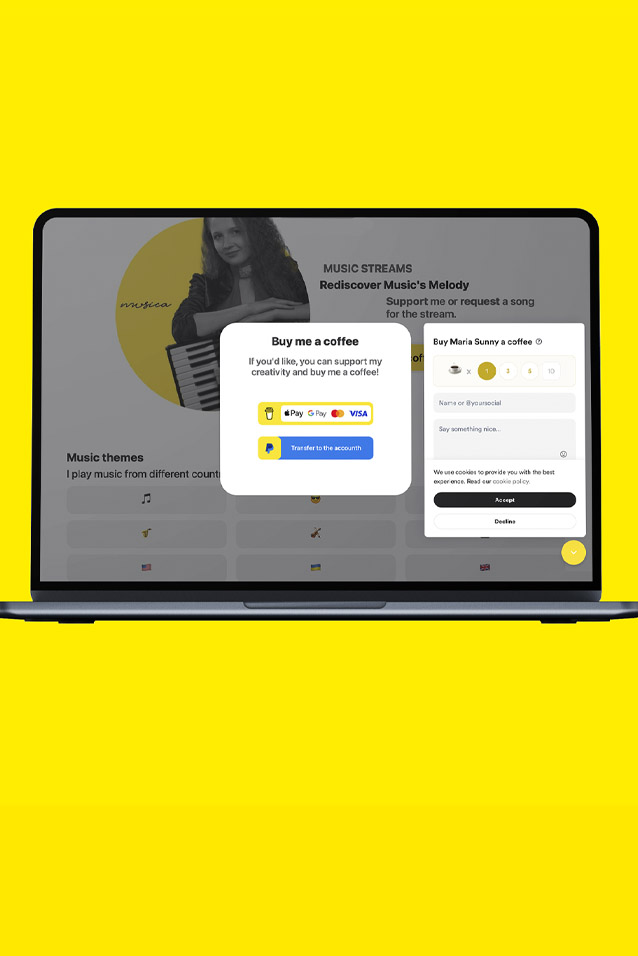 musica
MUSIC STREAMS
Rediscover Music's Melody
Support me or request a song
for the stream.
Buy me a coffee
If you'd like, you can support my
creativity and buy me a coffee!
Pay
G Pay
VISA
Transfer to the accounth
Buy Maria Sunny a coffee
x 1 3 5 10
Name or @yoursocial
Say something nice...
We use cookies to provide you with the best
experience. Read our cookie policy.
Accept
Decline
Music themes
I play music from different